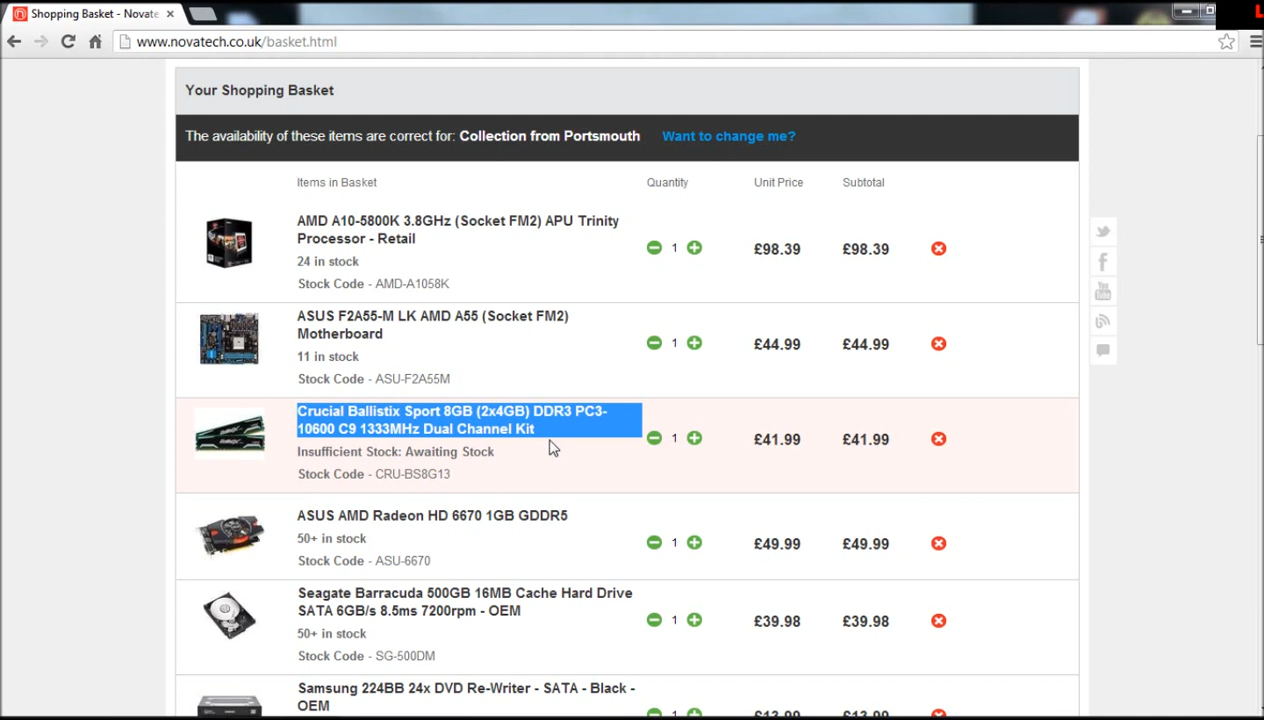 Shopping Basket - Novate
www.novatech.co.uk/basket.html
Your Shopping Basket
The availability of these items are correct for: Collection from Portsmouth Want to change me?
Items in Basket Quantity Unit Price Subtotal
AMD A10-5800K 3.8GHz (Socket FM2) APU Trinity
Processor - Retail
1 £98.39 £98.39
24 in stock
Stock Code - AMD-A1058K
ASUS F2A55-M LK AMD A55 (Socket FM2)
Motherboard
1 £44.99 £44.99
11 in stock
Stock Code - ASU-F2A55M
Crucial Ballistix Sport 8GB (2x4GB) DDR3 PC3-
10600 C9 1333MHz Dual Channel Kit
1 £41.99 £41.99
Insufficient Stock: Awaiting Stock
Stock Code - CRU-BS8G13
ASUS AMD Radeon HD 6670 1GB GDDR5
50+ in stock
1 £49.99 £49.99
Stock Code - ASU-6670
Seagate Barracuda 500GB 16MB Cache Hard Drive
SATA 6GB/s 8.5ms 7200rpm - OEM
1 £39.98 £39.98
50+ in stock
Stock Code - SG-500DM
Samsung 224BB 24x DVD Re-Writer - SATA - Black -
OEM
1 £13.99 £13.99
You Tube